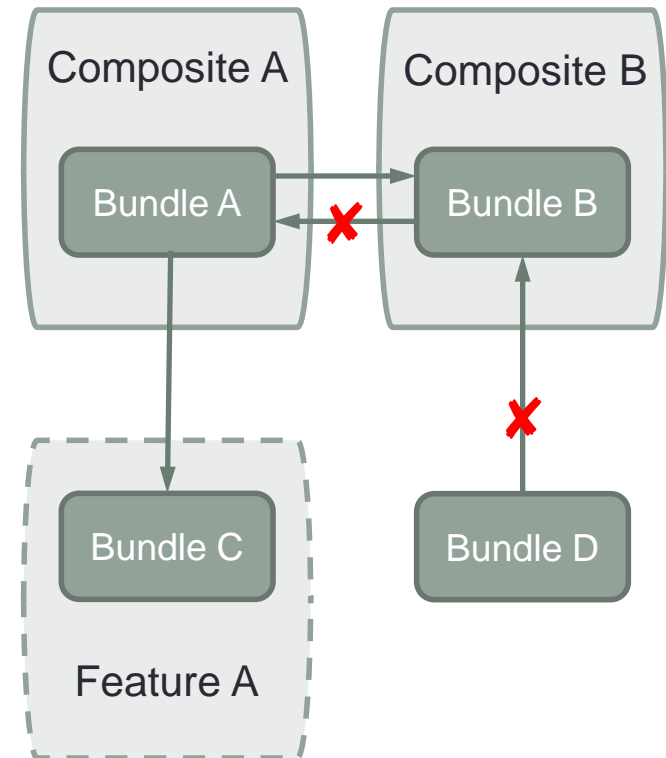 Composite A
Composite B
Bundle A
Bundle B
Bundle C
Bundle D
Feature A